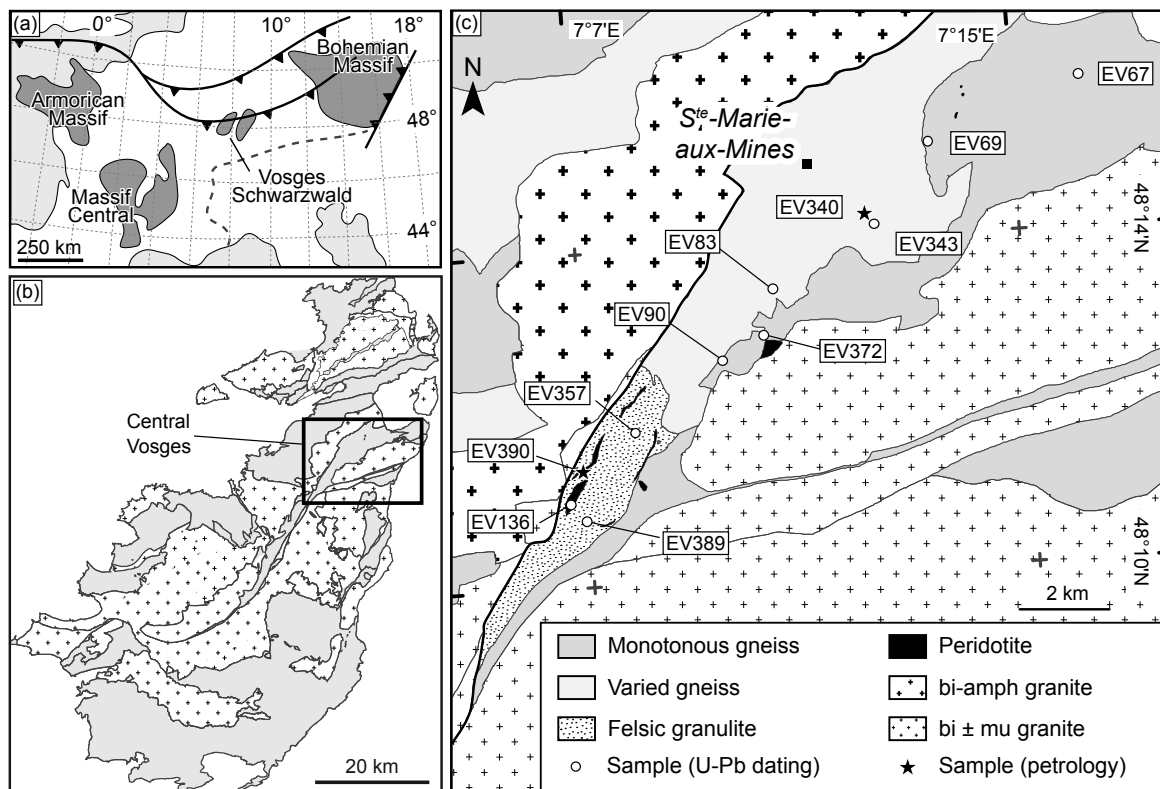 (a)
0°
10°
18°
Bohemian
Massif
Armorican
Massif
48°
Vosges
Schwarzwald
Massif
Central
44°
250 km
(b)
Central
Vosges
20 km
(c)
7°7'E
7°15'E
N
EV67
Ste-Marie-
aux-Mines
EV69
EV340
48°14'N
EV83
EV343
EV90
EV372
EV357
EV390
EV136
EV389
48°10'N
2 km
Monotonous gneiss
Peridotite
Varied gneiss
bi-amph granite
Felsic granulite
bi ± mu granite
Sample (U-Pb dating)
Sample (petrology)